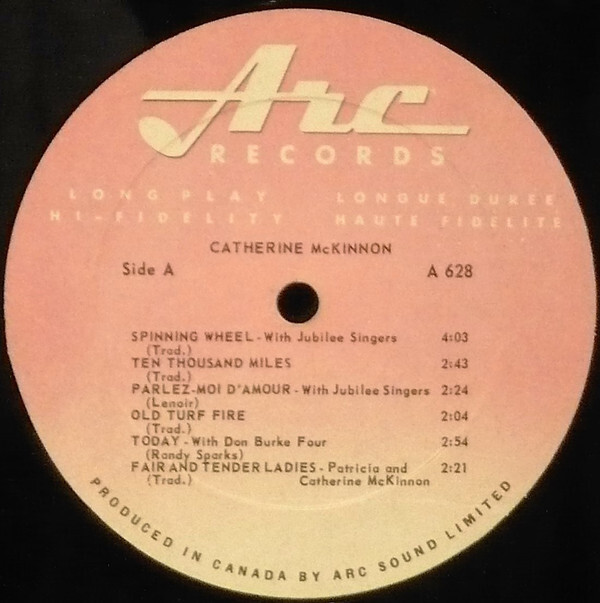 Arc
RECORDS
LONG PLAY LONGUE DUREE
HI-FIDELITY HAUTE FIDELITE
CATHERINE McKINNON
Side A A 628
SPINNING WHEEL - With Jubilee Singers 4:03
(Trad.)
TEN THOUSAND MILES 2:43
(Trad.)
PARLEZ-MOI D'AMOUR - With Jubilee Singers 2:24
(Lenoir)
OLD TURF FIRE 2:04
(Trad.)
TODAY - With Don Burke Four 2:54
(Randy Sparks)
FAIR AND TENDER LADIES - Patricia and 2:21
(Trad.) Catherine McKinnon
PRODUCED IN CANADA BY ARC SOUND LIMITED